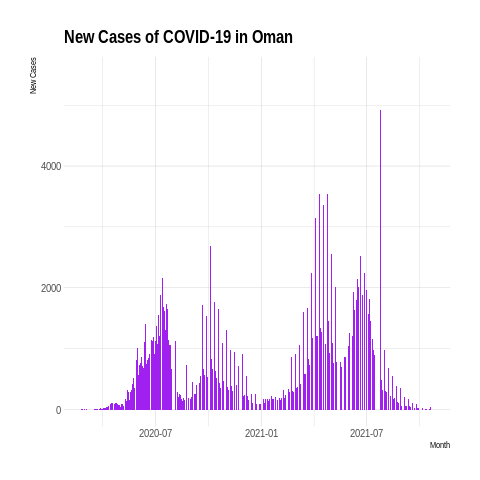 New Cases of COVID-19 in Oman
New Cases
4000
2000
0
2020-07
2021-01
2021-07
Month